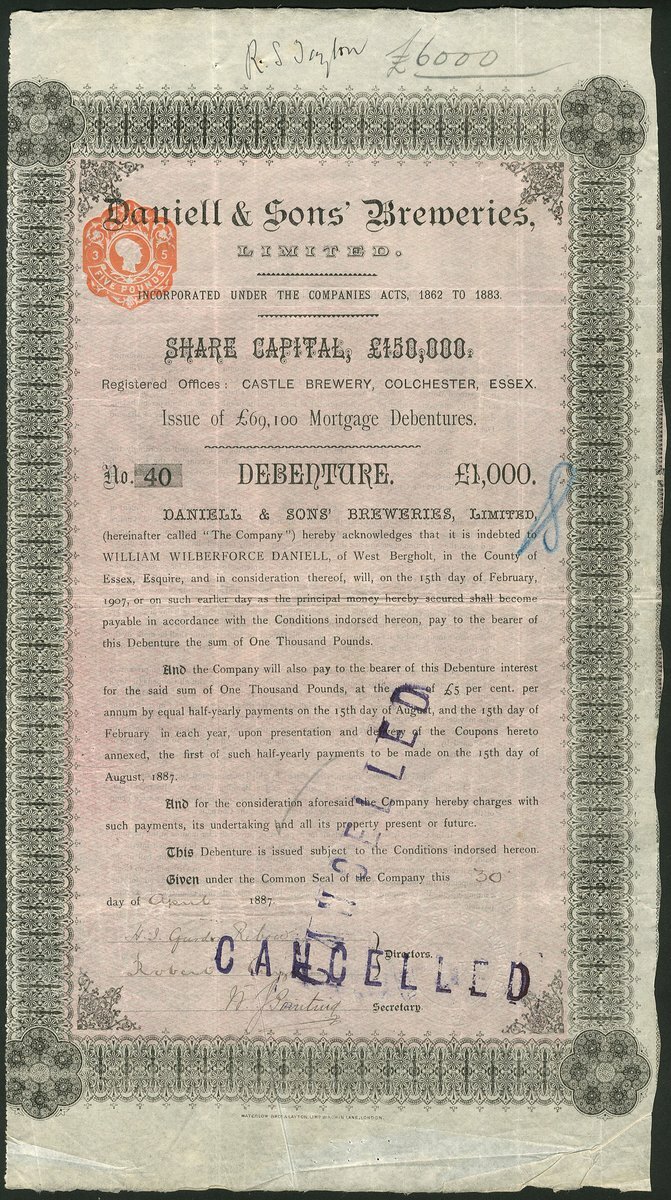 R. S. Taylor £6000
Daniell & Sons' Breweries,
LIMITED.
3 5
FIVE POUNDS
INCORPORATED UNDER THE COMPANIES ACTS, 1862 TO 1883.
SHARE CAPITAL, £150,000.
Registered Offices: CASTLE BREWERY, COLCHESTER, ESSEX.
Issue of £69,100 Mortgage Debentures.
No. 40 DEBENTURE. £1,000.
8
DANIELL & SONS' BREWERIES, LIMITED,
(hereinafter called "The Company") hereby acknowledges that it is indebted to
WILLIAM WILBERFORCE DANIELL, of West Bergholt, in the County of
Essex, Esquire, and in consideration thereof, will, on the 15th day of February,
1907, or on such earlier day as the principal money hereby secured shall become
payable in accordance with the Conditions indorsed hereon, pay to the bearer of
this Debenture the sum of One Thousand Pounds.
And the Company will also pay to the bearer of this Debenture interest
for the said sum of One Thousand Pounds, at the of £5 per cent. per
annum by equal half-yearly payments on the 15th day of August, and the 15th day of
February in each year, upon presentation and delivery of the Coupons hereto
annexed, the first of such half-yearly payments to be made on the 15th day of
August, 1887.
And for the consideration aforesaid the Company hereby charges with
such payments, its undertaking and all its property present or future.
This Debenture is issued subject to the Conditions indorsed hereon.
Given under the Common Seal of the Company this 30
day of April 1887.
Directors.
Robert
Secretary.
CANCELLED
CANCELLED